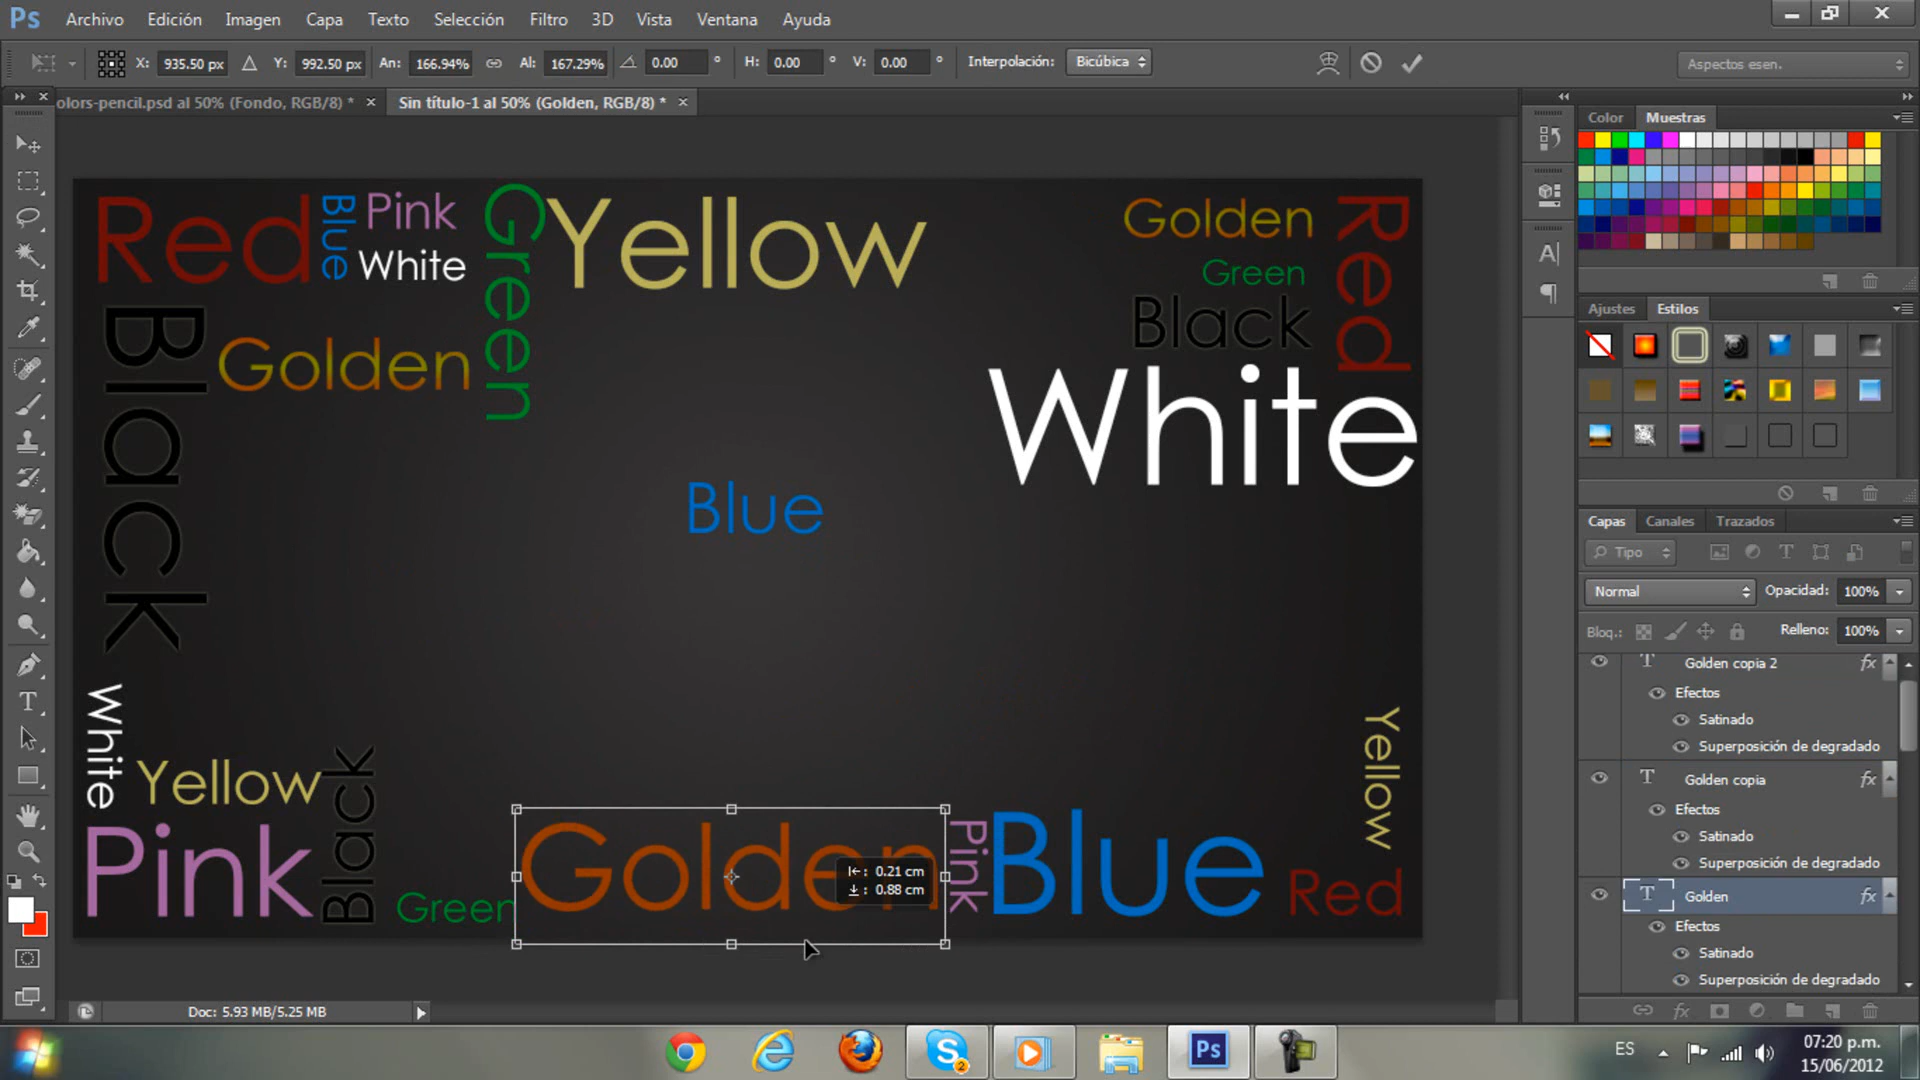 Ps Archivo Edición Imagen Capa Texto Selección Filtro 3D Vista Ventana Ayuda
X: 935.50 px Y: 992.50 px An: 166.94% Al: 167.29% 0.00 ° H: 0.00 ° V: 0.00 ° Interpolación: Bicúbica Aspectos esen.
olors-pencil.psd al 50% (Fondo, RGB/8) * × Sin título-1 al 50% (Golden, RGB/8) * ×
Color Muestras
Red Blue Pink Green Yellow Golden Red
White
Green
Black
Golden
Black
White
Blue
Ajustes Estilos
Capas Canales Trazados
Tipo
Normal Opacidad: 100%
Bloq.: Relleno: 100%
Golden copia 2 fx
Efectos
Satinado
Superposición de degradado
Golden copia fx
Efectos
Satinado
Superposición de degradado
Golden fx
Efectos
Satinado
Superposición de degradado
White
Yellow
Black
Yellow
Pink
Green
Golden
Pink
Blue
Red
: 0.21 cm
: 0.88 cm
Doc: 5.93 MB/5.25 MB
2
Ps
ES
07:20 p.m.
15/06/2012